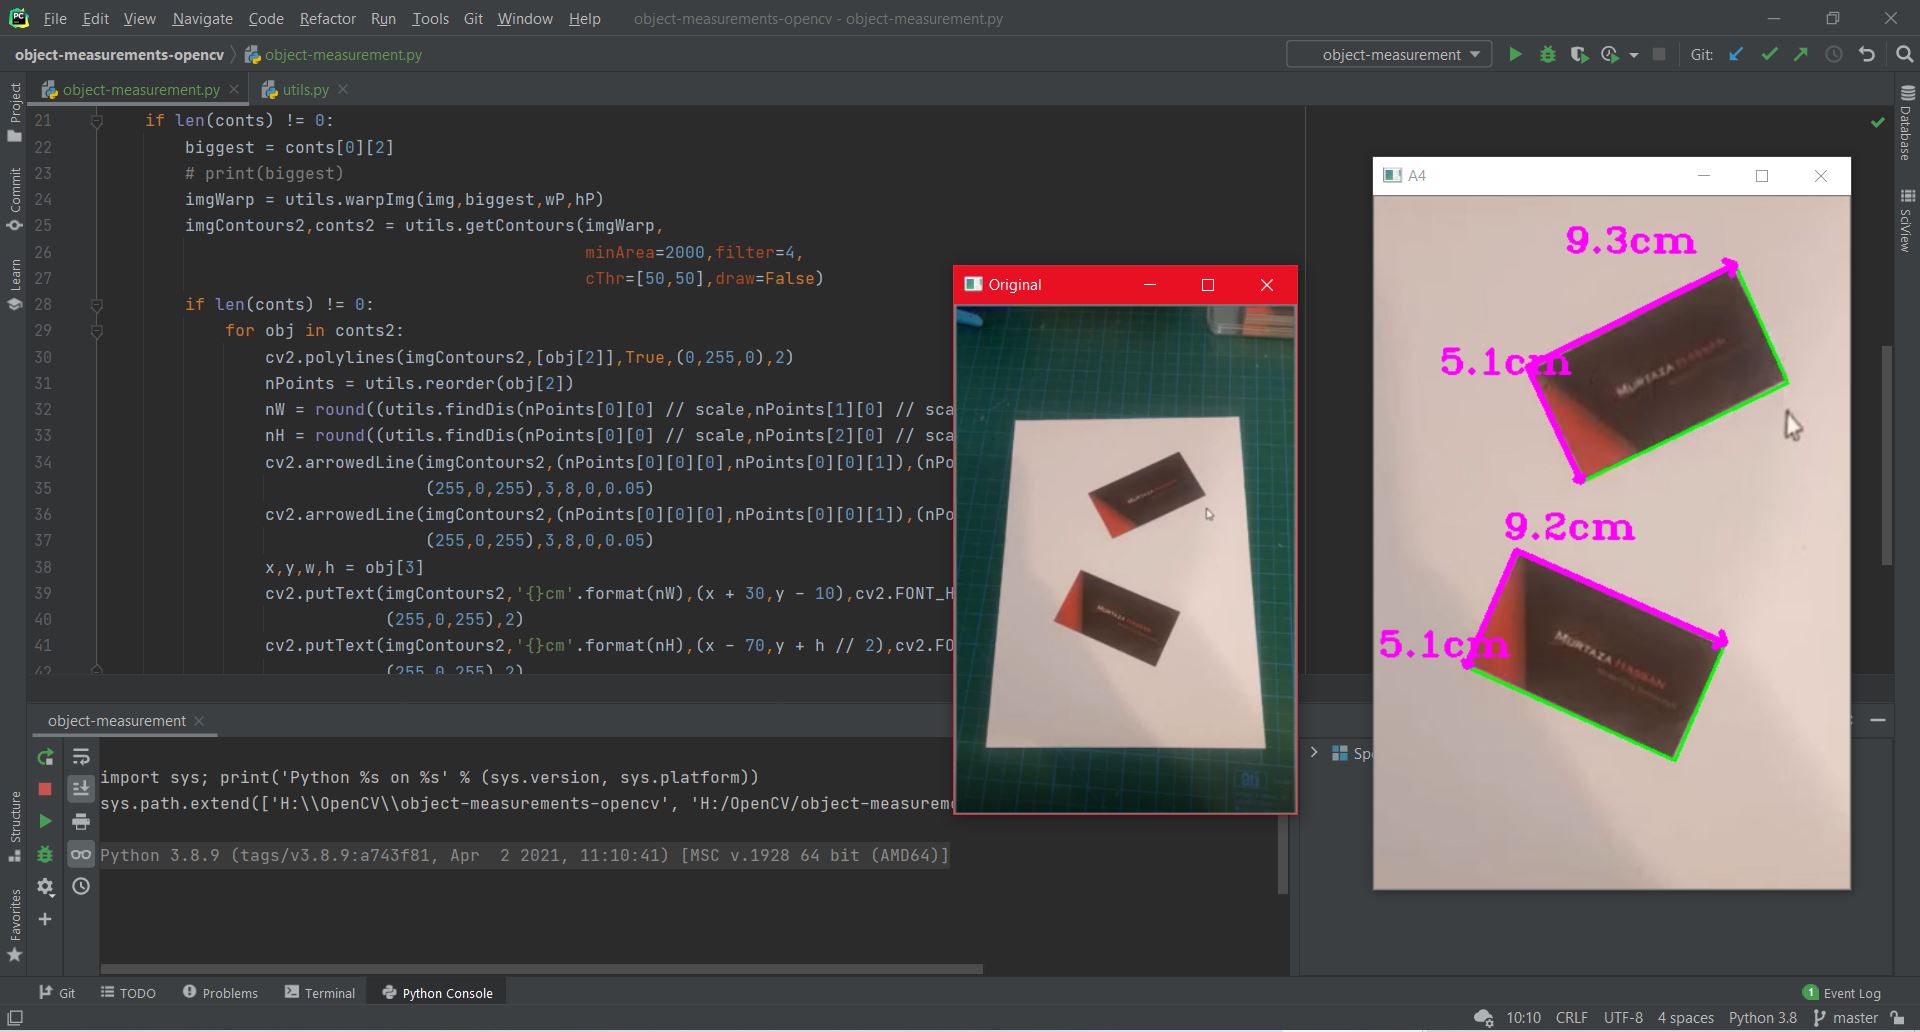 File Edit View Navigate Code Refactor Run Tools Git Window Help object-measurements-opencv - object-measurement.py
object-measurements-opencv object-measurement.py object-measurement Git:
object-measurement.py utils.py
Project
Commit
Learn
Structure
Favorites
21 if len(conts) != 0:
22 biggest = conts[0][2]
23 # print(biggest)
24 imgWarp = utils.warpImg(img,biggest,wP,hP)
25 imgContours2,conts2 = utils.getContours(imgWarp,
26 minArea=2000,filter=4,
27 cThr=[50,50],draw=False)
28 if len(conts) != 0:
29 for obj in conts2:
30 cv2.polylines(imgContours2,[obj[2]],True,(0,255,0),2)
31 nPoints = utils.reorder(obj[2])
32 nW = round((utils.findDis(nPoints[0][0] // scale,nPoints[1][0] // sca
33 nH = round((utils.findDis(nPoints[0][0] // scale,nPoints[2][0] // sca
34 cv2.arrowedLine(imgContours2,(nPoints[0][0][0],nPoints[0][0][1]),(nPo
35 (255,0,255),3,8,0,0.05)
36 cv2.arrowedLine(imgContours2,(nPoints[0][0][0],nPoints[0][0][1]),(nPo
37 (255,0,255),3,8,0,0.05)
38 x,y,w,h = obj[3]
39 cv2.putText(imgContours2,'{}cm'.format(nW),(x + 30,y - 10),cv2.FONT_H
40 (255,0,255),2)
41 cv2.putText(imgContours2,'{}cm'.format(nH),(x - 70,y + h // 2),cv2.FO
42 (255,0,255),2)
Original
MURTAZA HASSAN
MURTAZA HASSAN
A4
9.3cm
5.1cm
MURTAZA HASSAN
9.2cm
5.1cm
MURTAZA HASSAN
Database
SciView
object-measurement
import sys; print('Python %s on %s' % (sys.version, sys.platform))
sys.path.extend(['H:\\OpenCV\\object-measurements-opencv', 'H:/OpenCV/object-measureme
Python 3.8.9 (tags/v3.8.9:a743f81, Apr  2 2021, 11:10:41) [MSC v.1928 64 bit (AMD64)]
Spe
Git TODO Problems Terminal Python Console 1 Event Log
10:10 CRLF UTF-8 4 spaces Python 3.8 master